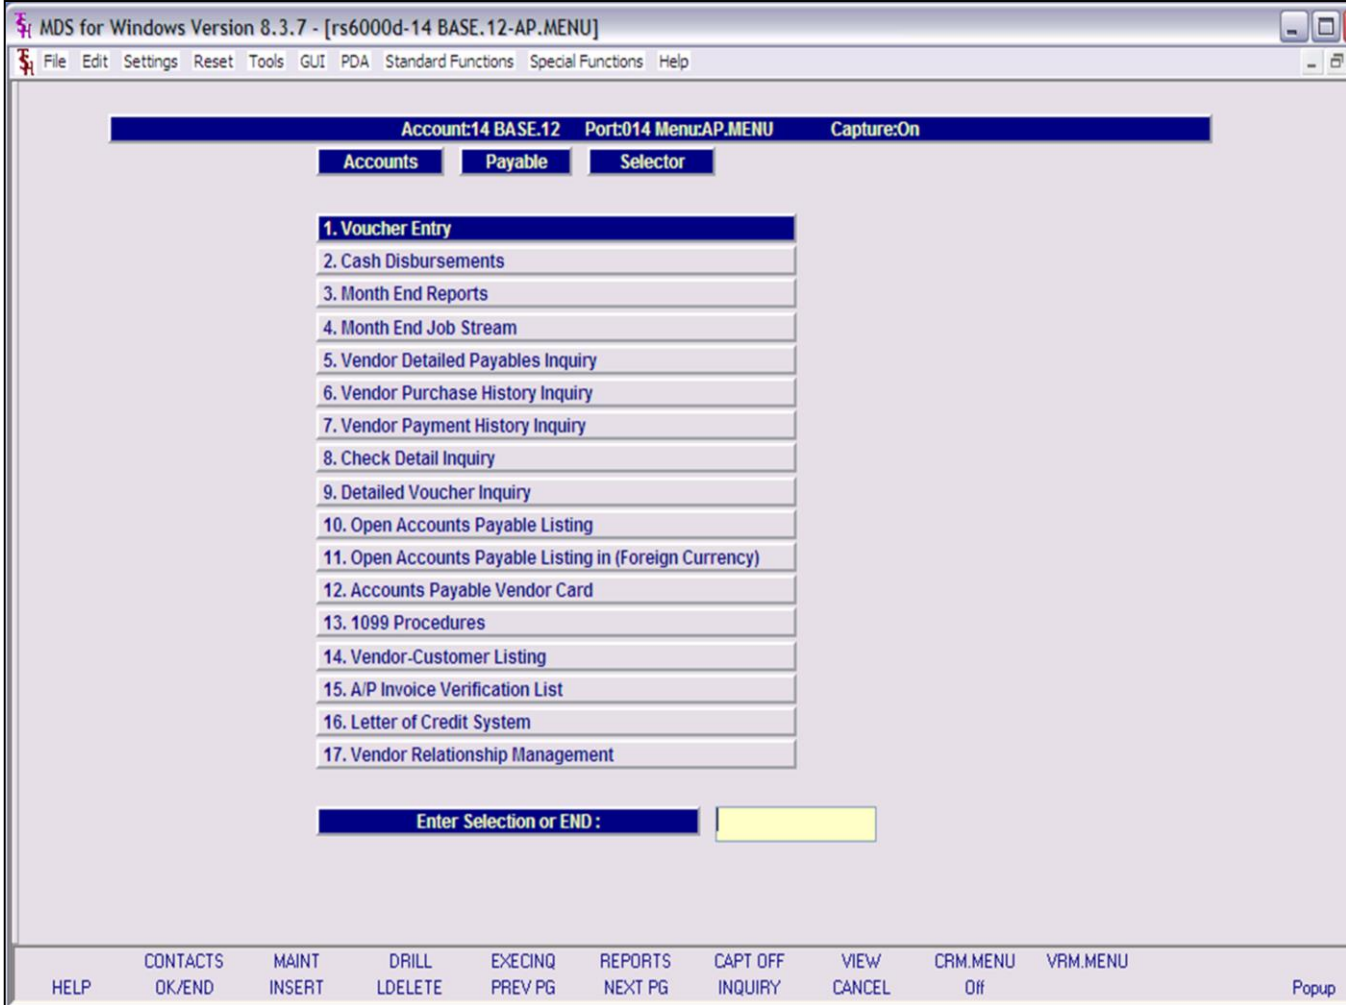 MDS for Windows Version 8.3.7 - [rs6000d-14 BASE.12-AP.MENU]
File Edit Settings Reset Tools GUI PDA Standard Functions Special Functions Help
Account:14 BASE.12 Port:014 Menu:AP.MENU Capture:On
Accounts Payable Selector
1. Voucher Entry
2. Cash Disbursements
3. Month End Reports
4. Month End Job Stream
5. Vendor Detailed Payables Inquiry
6. Vendor Purchase History Inquiry
7. Vendor Payment History Inquiry
8. Check Detail Inquiry
9. Detailed Voucher Inquiry
10. Open Accounts Payable Listing
11. Open Accounts Payable Listing in (Foreign Currency)
12. Accounts Payable Vendor Card
13. 1099 Procedures
14. Vendor-Customer Listing
15. A/P Invoice Verification List
16. Letter of Credit System
17. Vendor Relationship Management
Enter Selection or END :
CONTACTS MAINT DRILL EXECINQ REPORTS CAPT OFF VIEW CRM.MENU VRM.MENU
HELP OK/END INSERT LDELETE PREV PG NEXT PG INQUIRY CANCEL Off Popup